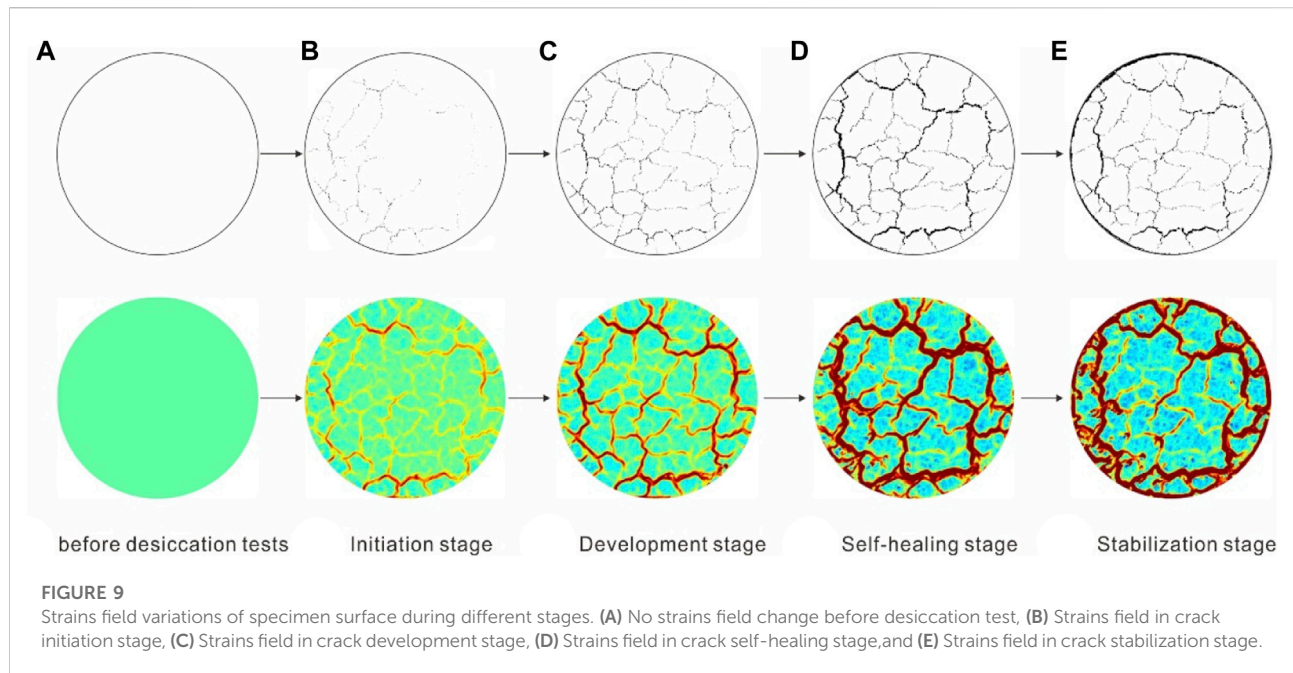 A
B
C
D
E
before desiccation tests
Initiation stage
Development stage
Self-healing stage
Stabilization stage
FIGURE 9
Strains field variations of specimen surface during different stages. (A) No strains field change before desiccation test, (B) Strains field in crack
initiation stage, (C) Strains field in crack development stage, (D) Strains field in crack self-healing stage,and (E) Strains field in crack stabilization stage.